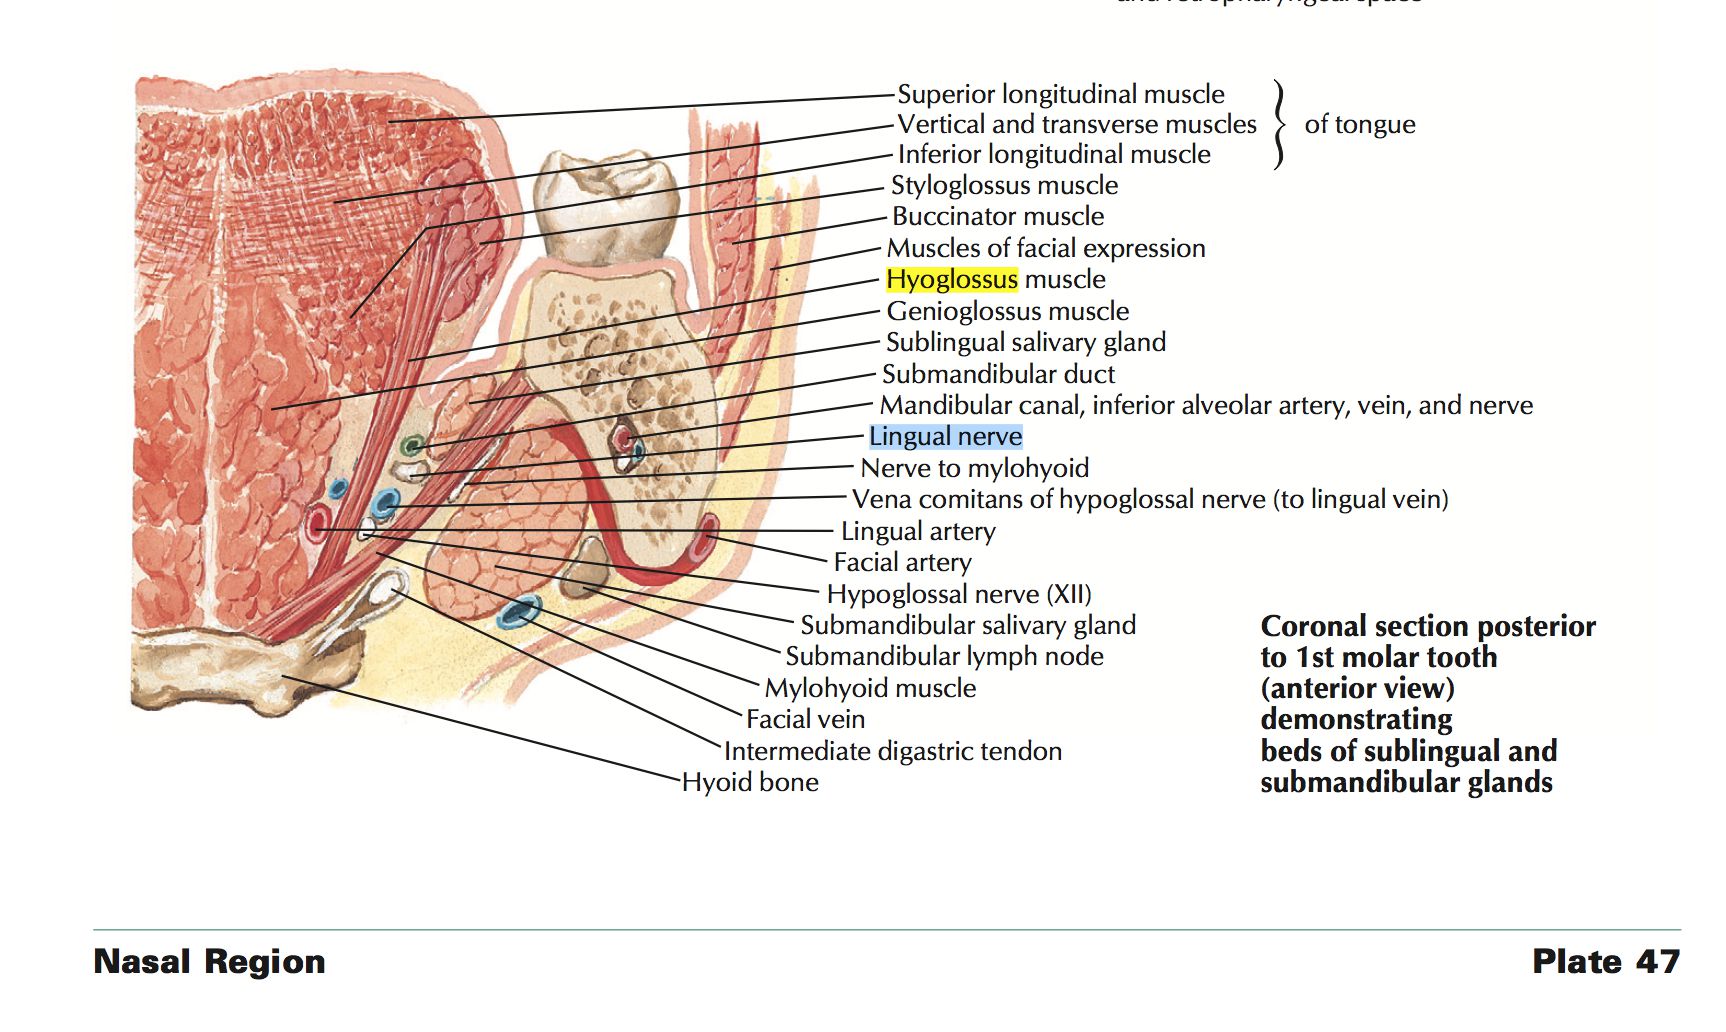 and retropharyngeal space
Superior longitudinal muscle
Vertical and transverse muscles
of tongue
Inferior longitudinal muscle
Styloglossus muscle
Buccinator muscle
Muscles of facial expression
Hyoglossus muscle
Genioglossus muscle
Sublingual salivary gland
Submandibular duct
Mandibular canal, inferior alveolar artery, vein, and nerve
Lingual nerve
Nerve to mylohyoid
Vena comitans of hypoglossal nerve (to lingual vein)
Lingual artery
Facial artery
Hypoglossal nerve (XII)
Submandibular salivary gland
Submandibular lymph node
Mylohyoid muscle
Facial vein
Intermediate digastric tendon
Hyoid bone
Coronal section posterior
to 1st molar tooth
(anterior view)
demonstrating
beds of sublingual and
submandibular glands
Nasal Region
Plate 47